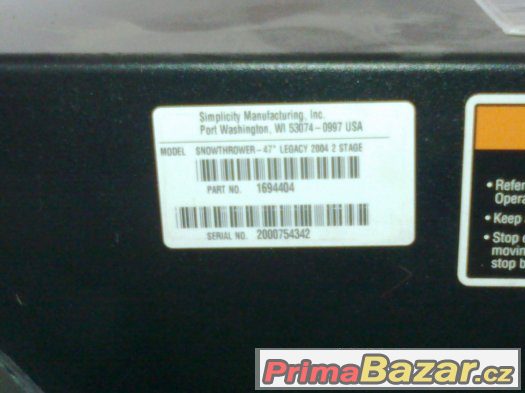 Simplicity Manufacturing, Inc.
Port Washington, WI 53074-0997 USA
MODEL SNOWTHROWER-47" LEGACY 2004 2 STAGE
PART NO. 1694404
SERIAL NO. 2000754342
• Refer
Opera
• Keep
• Stop
movin
stop b
PrimaBazar.cz